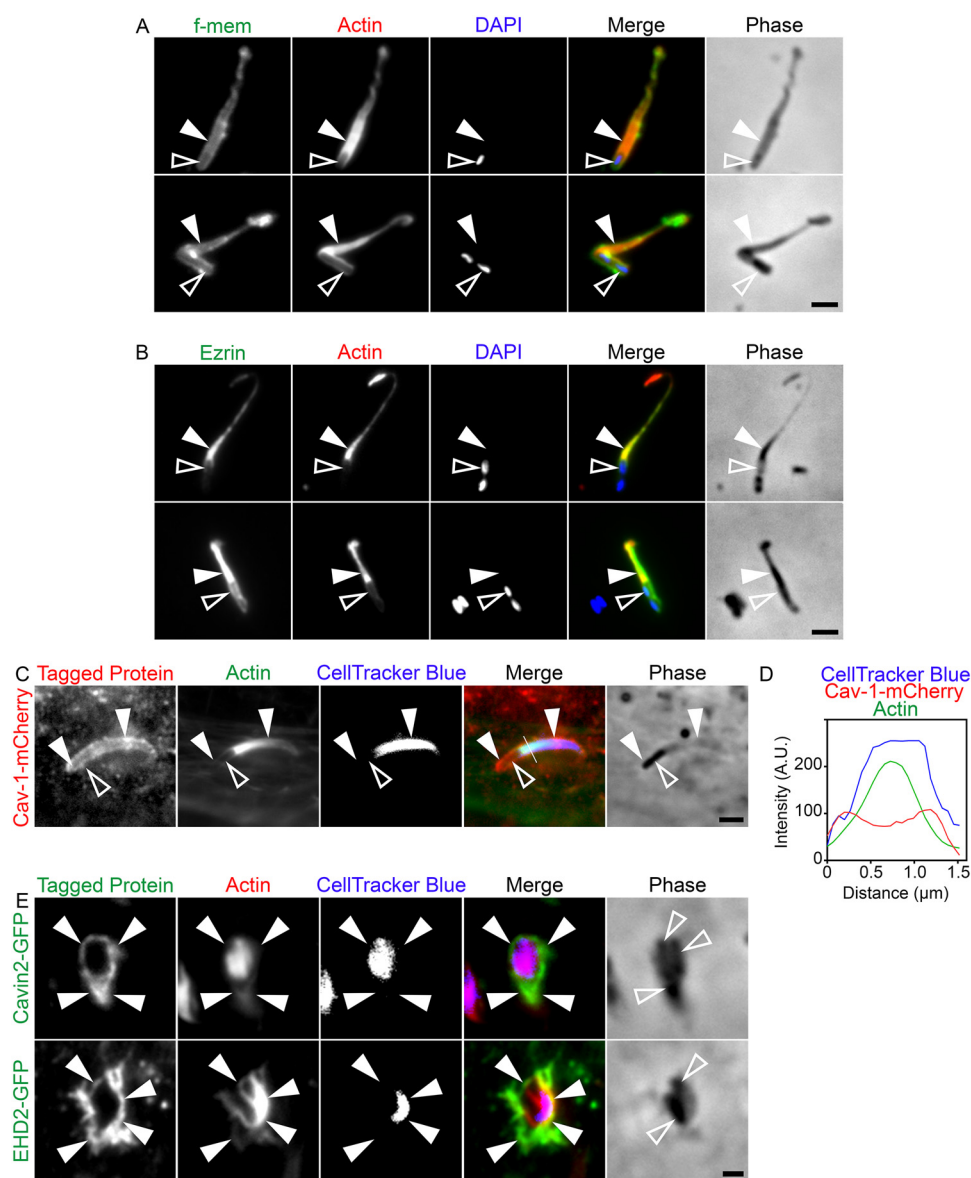 A
f-mem Actin DAPI Merge Phase
B
Ezrin Actin DAPI Merge Phase
C
Tagged Protein Actin CellTracker Blue Merge Phase
Cav-1-mCherry
D
CellTracker Blue
Cav-1-mCherry
Actin
Intensity (A.U.)
200
100
0
0 0.5 1.0 1.5
Distance (µm)
E
Tagged Protein Actin CellTracker Blue Merge Phase
Cavin2-GFP
EHD2-GFP